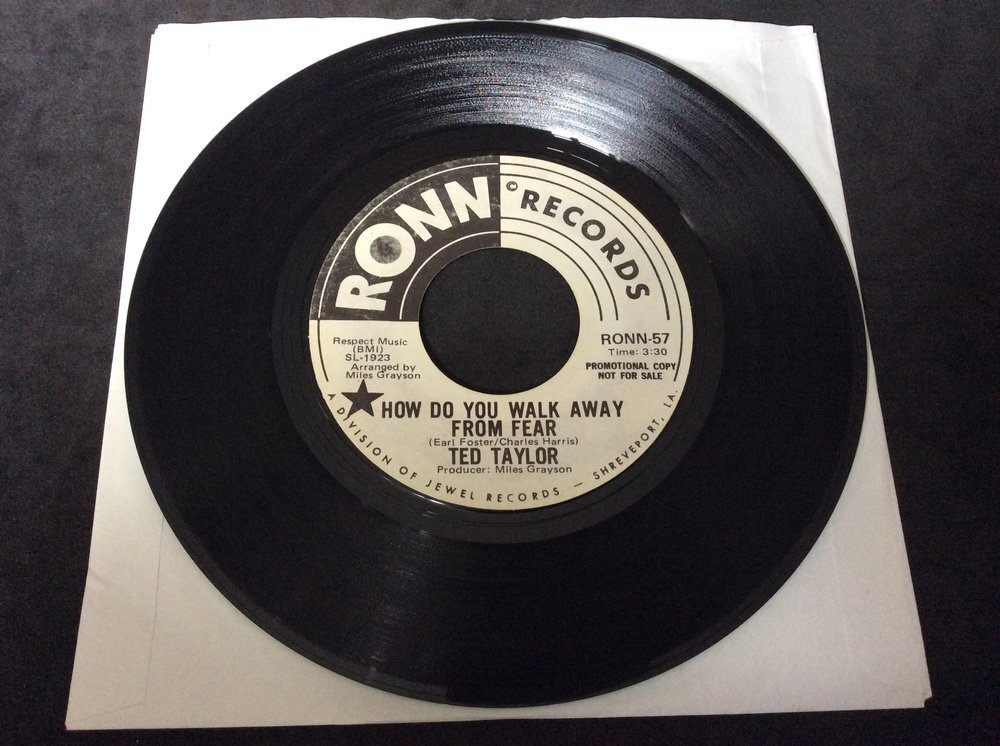 RONN © RECORDS
Respect Music
(BMI)
SL-1923
Arranged by
Miles Grayson
RONN-57
Time: 3:30
PROMOTIONAL COPY
NOT FOR SALE
HOW DO YOU WALK AWAY
FROM FEAR
(Earl Foster/Charles Harris)
TED TAYLOR
Producer: Miles Grayson
A DIVISION OF JEWEL RECORDS — SHREVEPORT, LA.